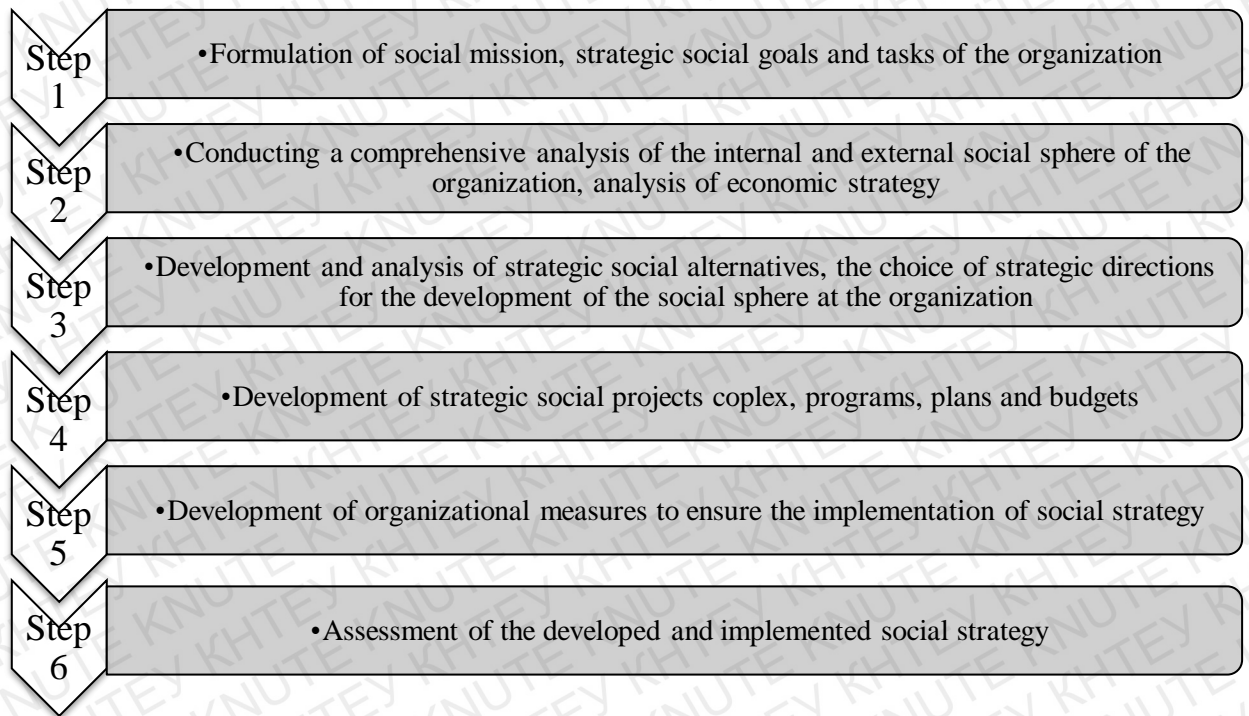 Step
1
•Formulation of social mission, strategic social goals and tasks of the organization
Step
2
•Conducting a comprehensive analysis of the internal and external social sphere of the
organization, analysis of economic strategy
Step
3
•Development and analysis of strategic social alternatives, the choice of strategic directions
for the development of the social sphere at the organization
Step
4
•Development of strategic social projects coplex, programs, plans and budgets
Step
5
•Development of organizational measures to ensure the implementation of social strategy
Step
6
•Assessment of the developed and implemented social strategy